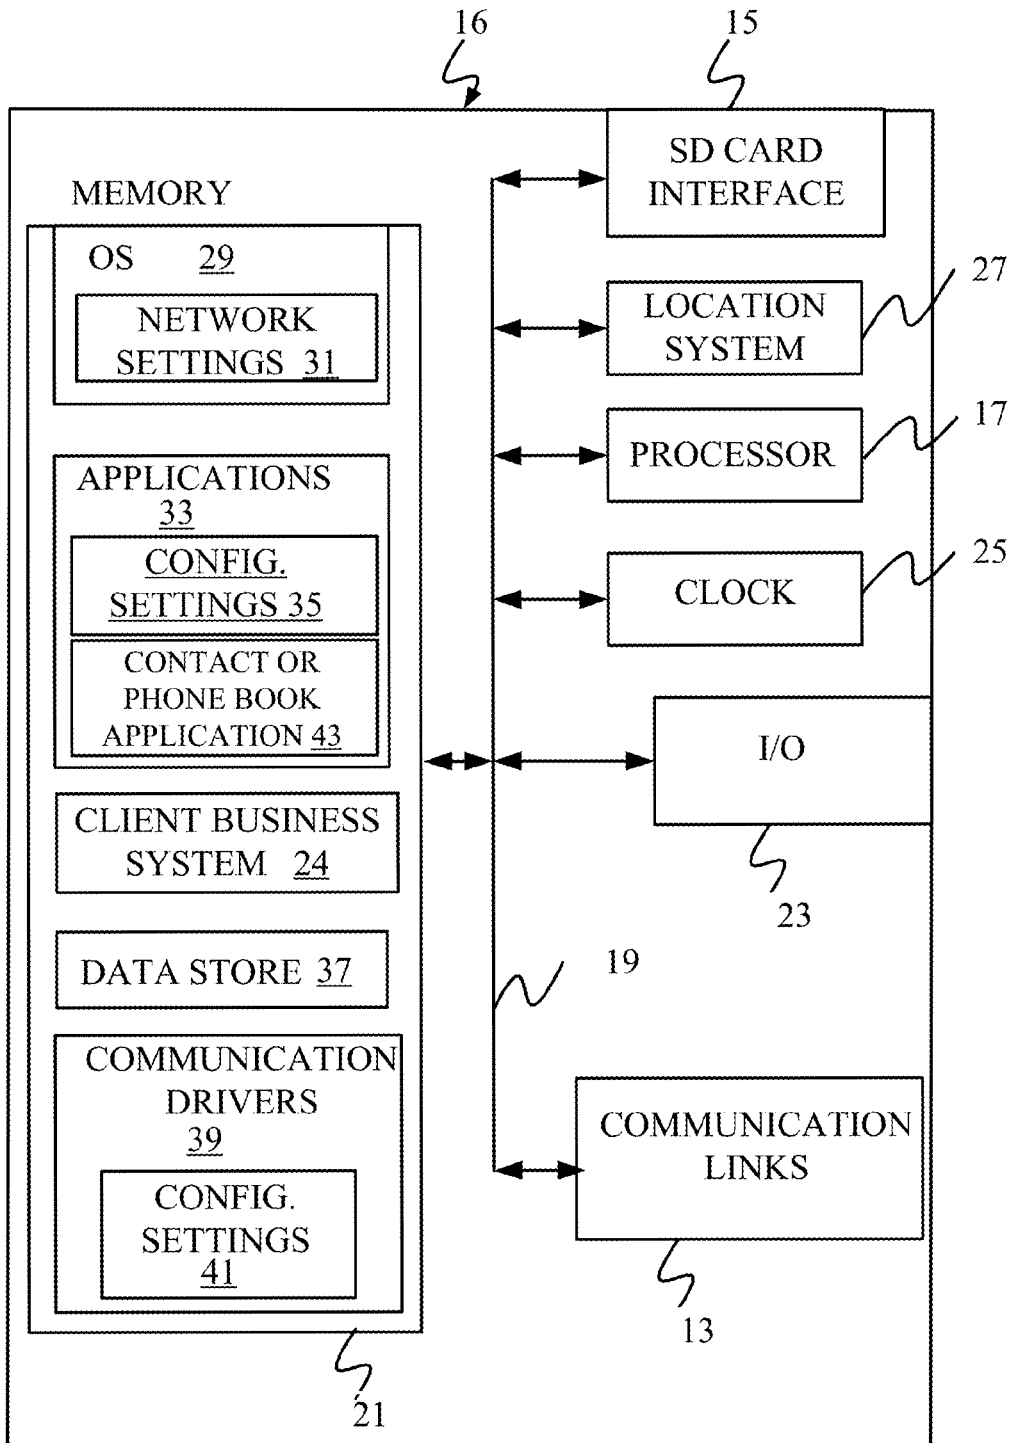 16
15
SD CARD
INTERFACE
MEMORY
OS 29
NETWORK
SETTINGS 31
27
LOCATION
SYSTEM
17
PROCESSOR
APPLICATIONS
33
CONFIG.
SETTINGS 35
CONTACT OR
PHONE BOOK
APPLICATION 43
25
CLOCK
I/O
23
CLIENT BUSINESS
SYSTEM 24
DATA STORE 37
19
COMMUNICATION
DRIVERS
39
CONFIG.
SETTINGS
41
COMMUNICATION
LINKS
13
21